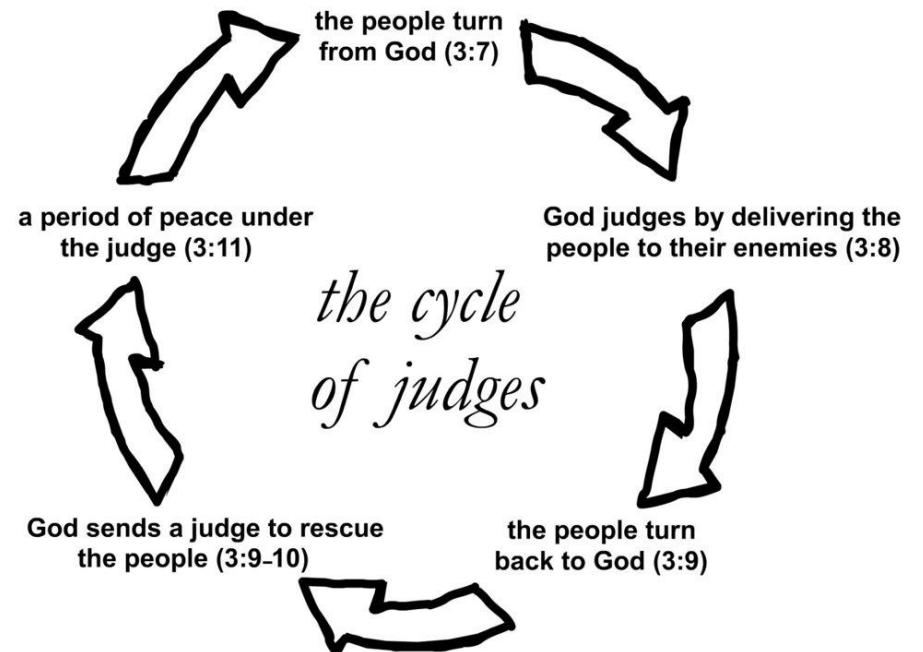 the people turn
from God (3:7)
God judges by delivering the
people to their enemies (3:8)
the people turn
back to God (3:9)
God sends a judge to rescue
the people (3:9-10)
a period of peace under
the judge (3:11)
the cycle
of judges